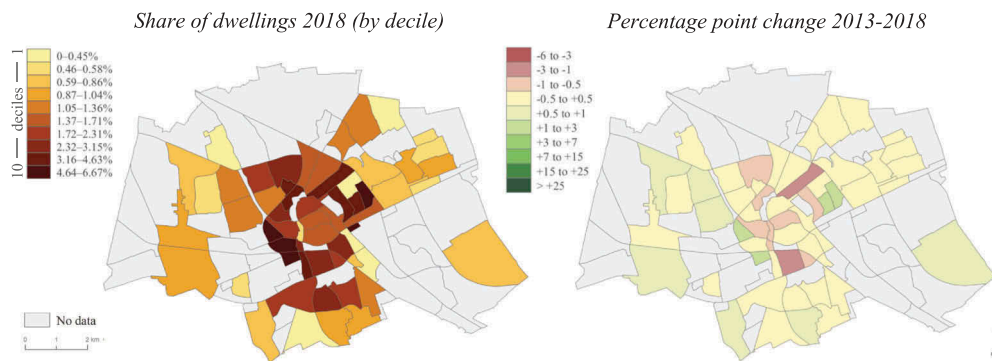 Share of dwellings 2018 (by decile)
Percentage point change 2013-2018
10 — deciles — 1
0–0.45%
0.46–0.58%
0.59–0.86%
0.87–1.04%
1.05–1.36%
1.37–1.71%
1.72–2.31%
2.32–3.15%
3.16–4.63%
4.64–6.67%
-6 to -3
-3 to -1
-1 to -0.5
-0.5 to +0.5
+0.5 to +1
+1 to +3
+3 to +7
+7 to +15
+15 to +25
> +25
No data
0 1 2 km